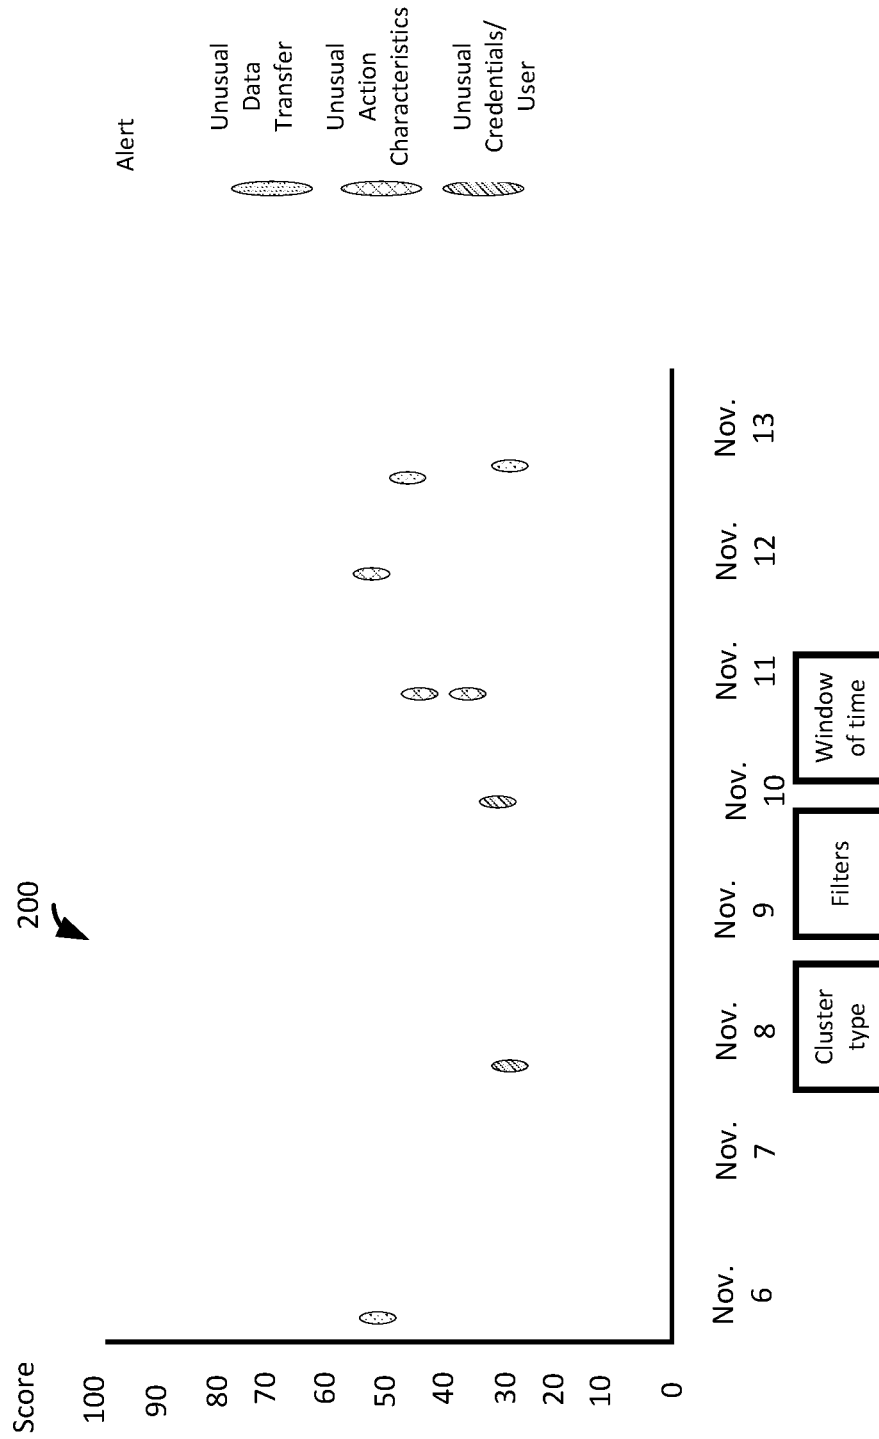 200
Score
100
90
80
70
60
50
40
30
20
10
0
Alert
Unusual
Data
Transfer
Unusual
Action
Characteristics
Unusual
Credentials/
User
Nov.
6
Nov.
7
Nov.
8
Nov.
9
Nov.
10
Nov.
11
Nov.
12
Nov.
13
Cluster
type
Filters
Window
of time